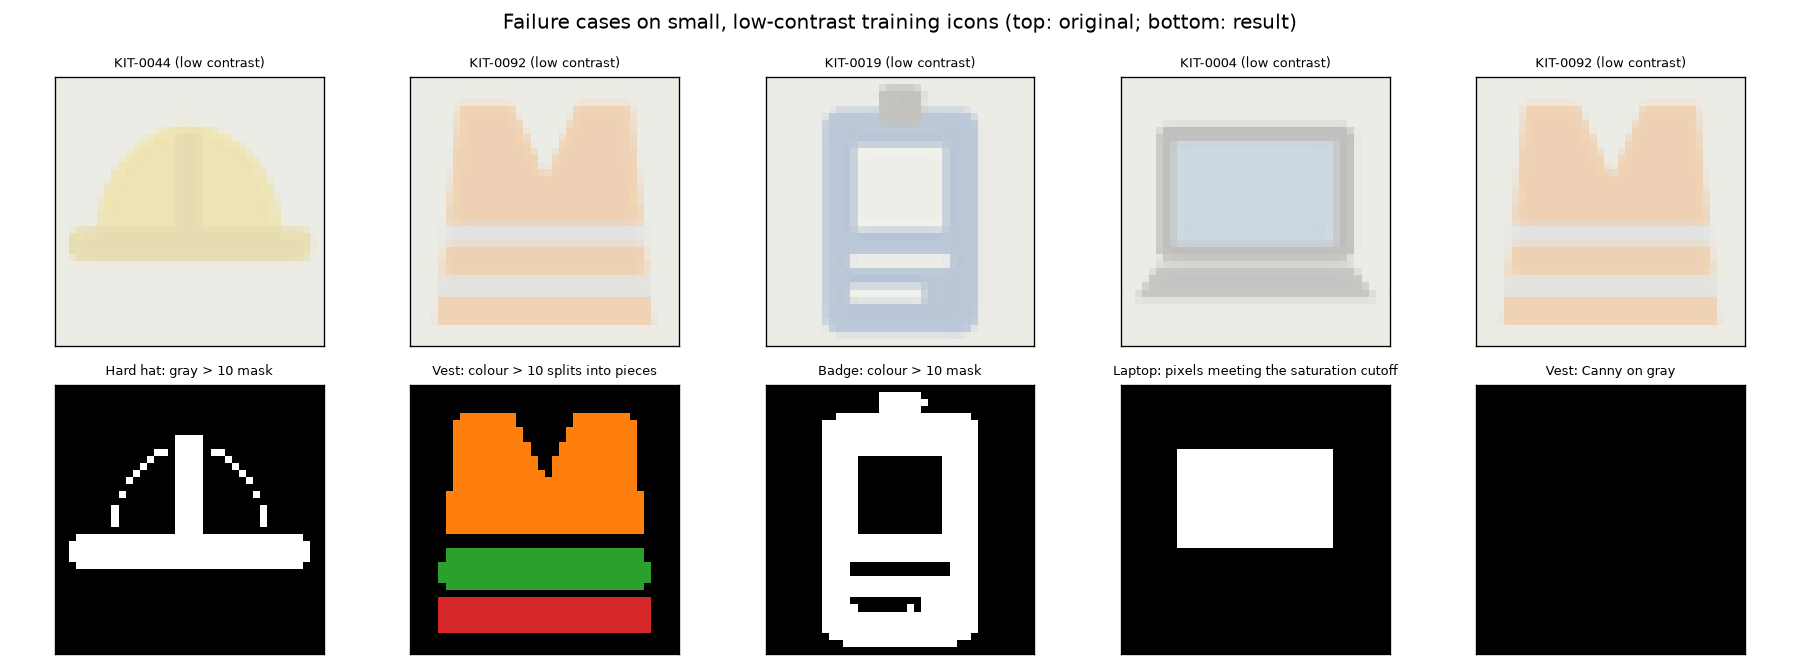 Failure cases on small, low-contrast training icons (top: original; bottom: result)
KIT-0044 (low contrast)
KIT-0092 (low contrast)
KIT-0019 (low contrast)
KIT-0004 (low contrast)
KIT-0092 (low contrast)
Hard hat: gray > 10 mask
Vest: colour > 10 splits into pieces
Badge: colour > 10 mask
Laptop: pixels meeting the saturation cutoff
Vest: Canny on gray